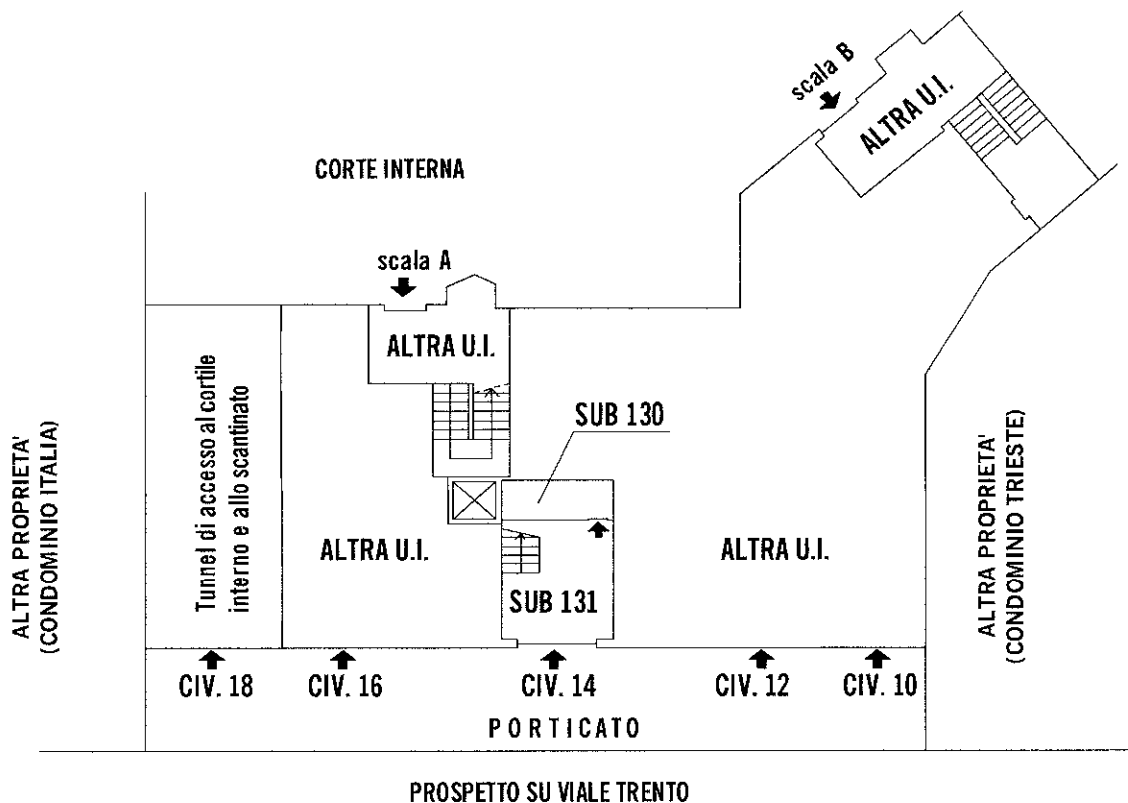 scala B
ALTRA U.I.
CORTE INTERNA
scala A
ALTRA U.I.
SUB 130
ALTRA PROPRIETA'
(CONDOMINIO ITALIA)
Tunnel di accesso al cortile
interno e allo scantinato
ALTRA U.I.
SUB 131
ALTRA U.I.
ALTRA PROPRIETA'
(CONDOMINIO TRIESTE)
CIV. 18
CIV. 16
CIV. 14
CIV. 12
CIV. 10
PORTICATO
PROSPETTO SU VIALE TRENTO